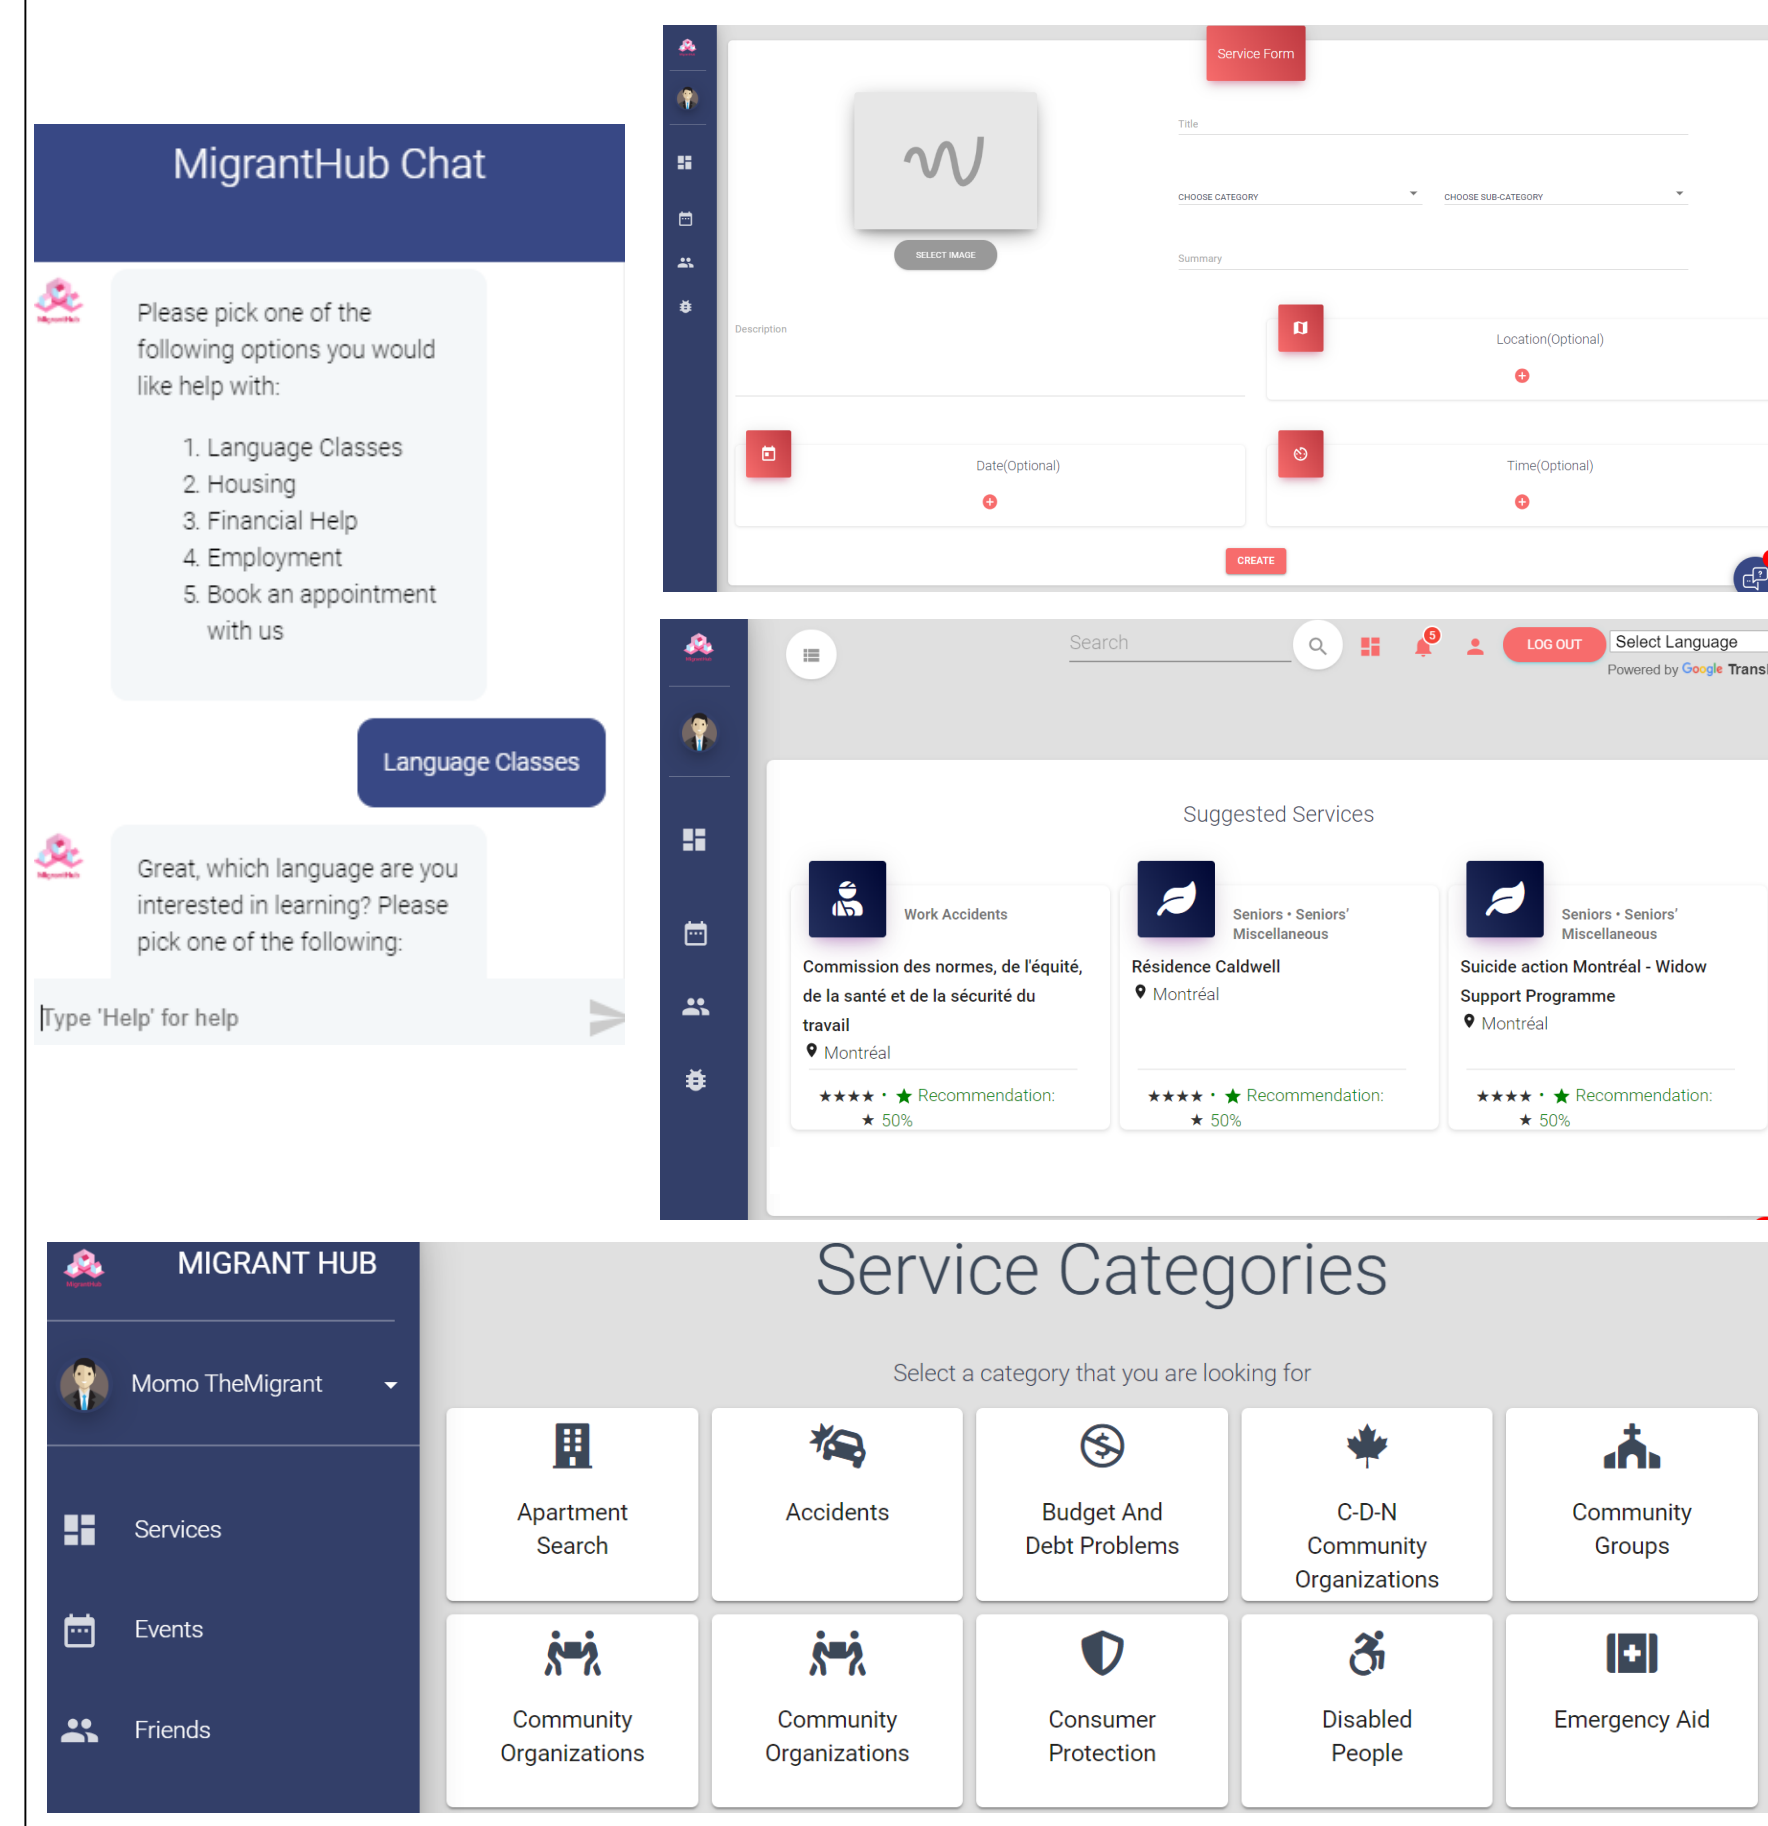 MigrantHub Chat
Please pick one of the
following options you would
like help with:
1. Language Classes
2. Housing
3. Financial Help
4. Employment
5. Book an appointment
with us
Language Classes
Great, which language are you
interested in learning? Please
pick one of the following:
Type 'Help' for help
Service Form
Title
CHOOSE CATEGORY
CHOOSE SUB-CATEGORY
SELECT IMAGE
Summary
Description
Location(Optional)
Date(Optional)
Time(Optional)
CREATE
Search
5
LOG OUT
Select Language
Powered by Google Transl
Suggested Services
Work Accidents
Commission des normes, de l'équité,
de la santé et de la sécurité du
travail
Montréal
★★★★ • ★ Recommendation:
★ 50%
Seniors • Seniors'
Miscellaneous
Résidence Caldwell
Montréal
★★★★ • ★ Recommendation:
★ 50%
Seniors • Seniors'
Miscellaneous
Suicide action Montréal - Widow
Support Programme
Montréal
★★★★ • ★ Recommendation:
★ 50%
MIGRANT HUB
Momo TheMigrant
Services
Events
Friends
Service Categories
Select a category that you are looking for
Apartment
Search
Accidents
Budget And
Debt Problems
C-D-N
Community
Organizations
Community
Groups
Community
Organizations
Community
Organizations
Consumer
Protection
Disabled
People
Emergency Aid